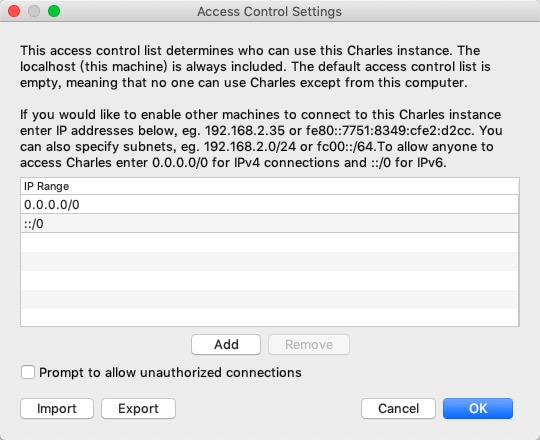 Access Control Settings
This access control list determines who can use this Charles instance. The
localhost (this machine) is always included. The default access control list is
empty, meaning that no one can use Charles except from this computer.
If you would like to enable other machines to connect to this Charles instance
enter IP addresses below, eg. 192.168.2.35 or fe80::7751:8349:cfe2:d2cc. You
can also specify subnets, eg. 192.168.2.0/24 or fc00::/64.To allow anyone to
access Charles enter 0.0.0.0/0 for IPv4 connections and ::/0 for IPv6.
IP Range
0.0.0.0/0
::/0
Add Remove
Prompt to allow unauthorized connections
Import Export Cancel OK